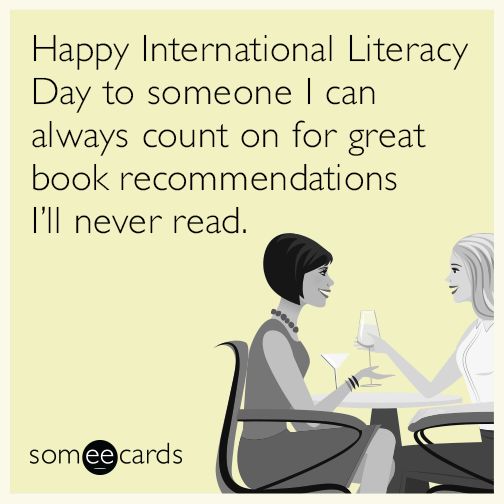 Happy International Literacy
Day to someone I can
always count on for great
book recommendations
I'll never read.
someecards